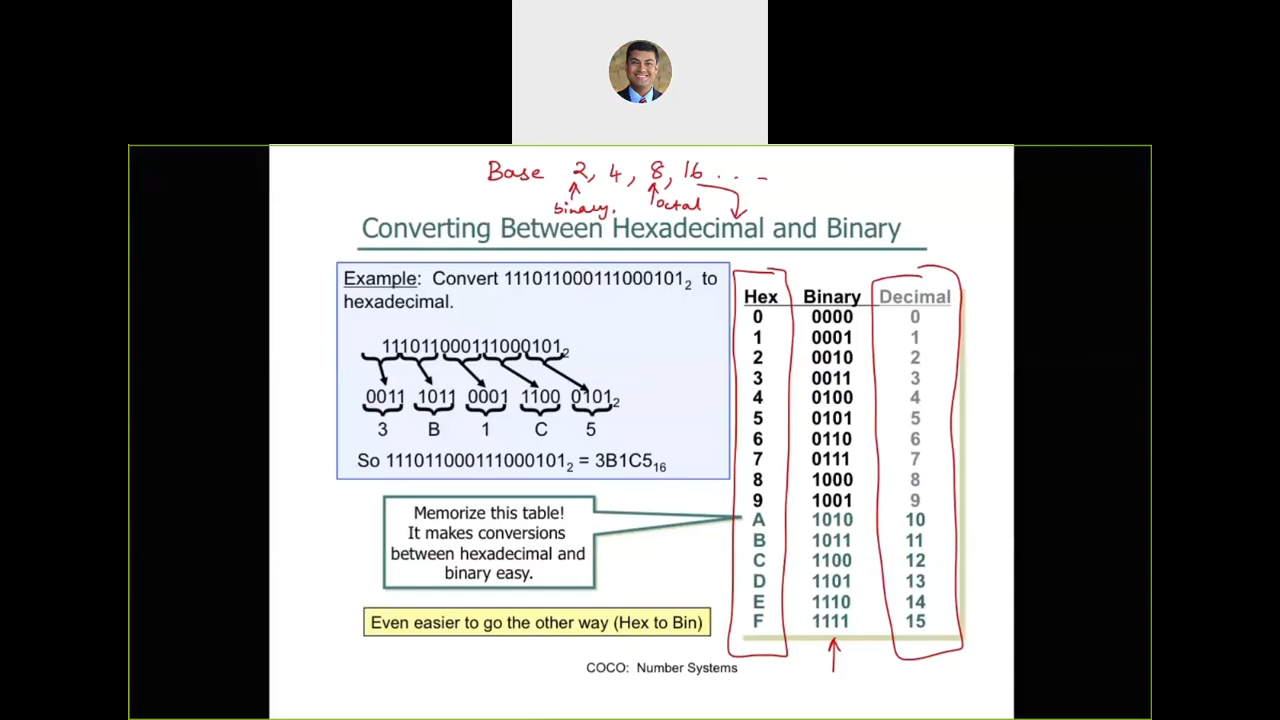 Base 2, 4, 8, 16 . . . –
binary. octal
Converting Between Hexadecimal and Binary
Example: Convert 111011000111000101₂ to
hexadecimal.
111011000111000101₂
0011 1011 0001 1100 0101₂
3 B 1 C 5
So 111011000111000101₂ = 3B1C5₁₆
Memorize this table!
It makes conversions
between hexadecimal and
binary easy.
Even easier to go the other way (Hex to Bin)
Hex Binary Decimal
0 0000 0
1 0001 1
2 0010 2
3 0011 3
4 0100 4
5 0101 5
6 0110 6
7 0111 7
8 1000 8
9 1001 9
A 1010 10
B 1011 11
C 1100 12
D 1101 13
E 1110 14
F 1111 15
COCO: Number Systems